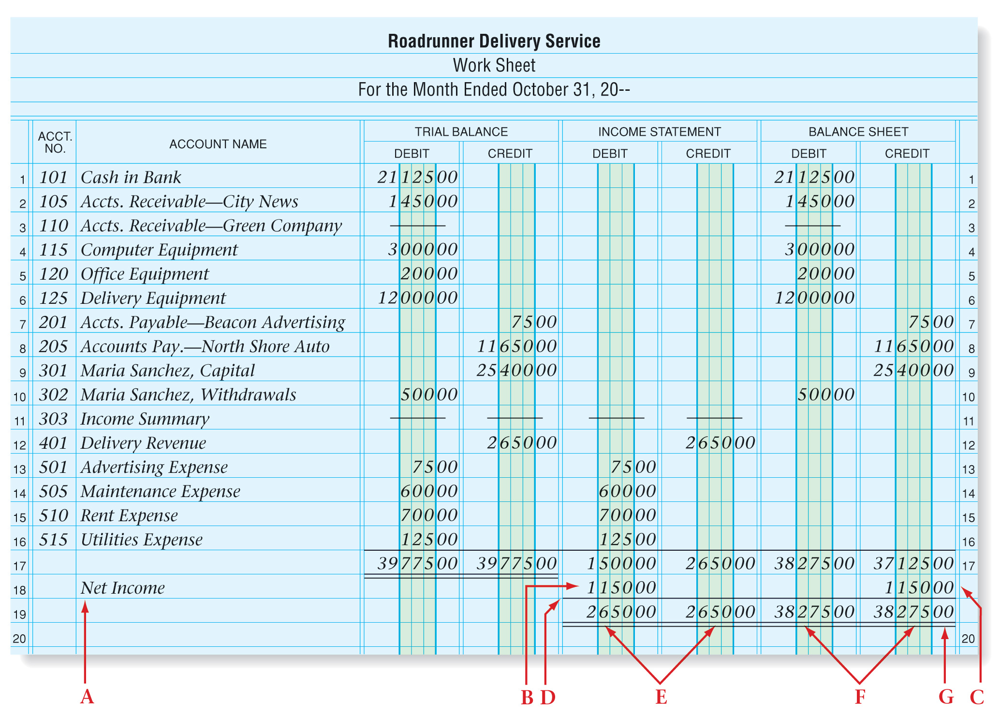 Roadrunner Delivery Service
Work Sheet
For the Month Ended October 31, 20--
ACCT. NO. ACCOUNT NAME TRIAL BALANCE INCOME STATEMENT BALANCE SHEET
DEBIT CREDIT DEBIT CREDIT DEBIT CREDIT
1 101 Cash in Bank 2112500 2112500 1
2 105 Accts. Receivable—City News 145000 145000 2
3 110 Accts. Receivable—Green Company — — 3
4 115 Computer Equipment 300000 300000 4
5 120 Office Equipment 20000 20000 5
6 125 Delivery Equipment 1200000 1200000 6
7 201 Accts. Payable—Beacon Advertising 7500 7500 7
8 205 Accounts Pay.—North Shore Auto 1165000 1165000 8
9 301 Maria Sanchez, Capital 2540000 2540000 9
10 302 Maria Sanchez, Withdrawals 50000 50000 10
11 303 Income Summary — — — — 11
12 401 Delivery Revenue 265000 265000 12
13 501 Advertising Expense 7500 7500 13
14 505 Maintenance Expense 60000 60000 14
15 510 Rent Expense 70000 70000 15
16 515 Utilities Expense 12500 12500 16
17 3977500 3977500 150000 265000 3827500 3712500 17
18 Net Income 115000 115000
19 265000 265000 3827500 3827500
20 20
A B D E F G C